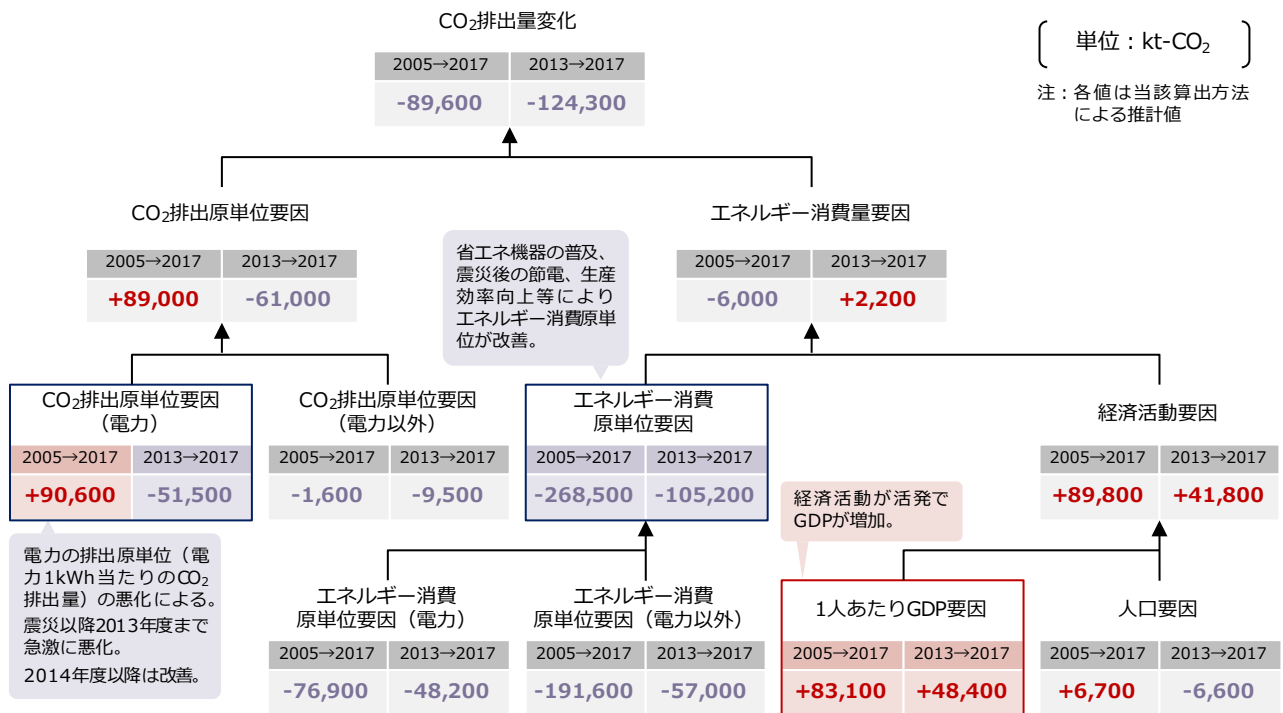 CO₂排出量変化
2005→2017 2013→2017
-89,600 -124,300
単位：kt-CO₂
注：各値は当該算出方法
による推計値
CO₂排出原単位要因
2005→2017 2013→2017
+89,000 -61,000
エネルギー消費量要因
2005→2017 2013→2017
-6,000 +2,200
省エネ機器の普及、
震災後の節電、生産
効率向上等により
エネルギー消費原単
位が改善。
CO₂排出原単位要因
（電力）
2005→2017 2013→2017
+90,600 -51,500
CO₂排出原単位要因
（電力以外）
2005→2017 2013→2017
-1,600 -9,500
エネルギー消費
原単位要因
2005→2017 2013→2017
-268,500 -105,200
経済活動要因
2005→2017 2013→2017
+89,800 +41,800
経済活動が活発で
GDPが増加。
電力の排出原単位（電
力1kWh当たりのCO₂
排出量）の悪化による。
震災以降2013年度まで
急激に悪化。
2014年度以降は改善。
エネルギー消費
原単位要因（電力）
2005→2017 2013→2017
-76,900 -48,200
エネルギー消費
原単位要因（電力以外）
2005→2017 2013→2017
-191,600 -57,000
1人あたりGDP要因
2005→2017 2013→2017
+83,100 +48,400
人口要因
2005→2017 2013→2017
+6,700 -6,600